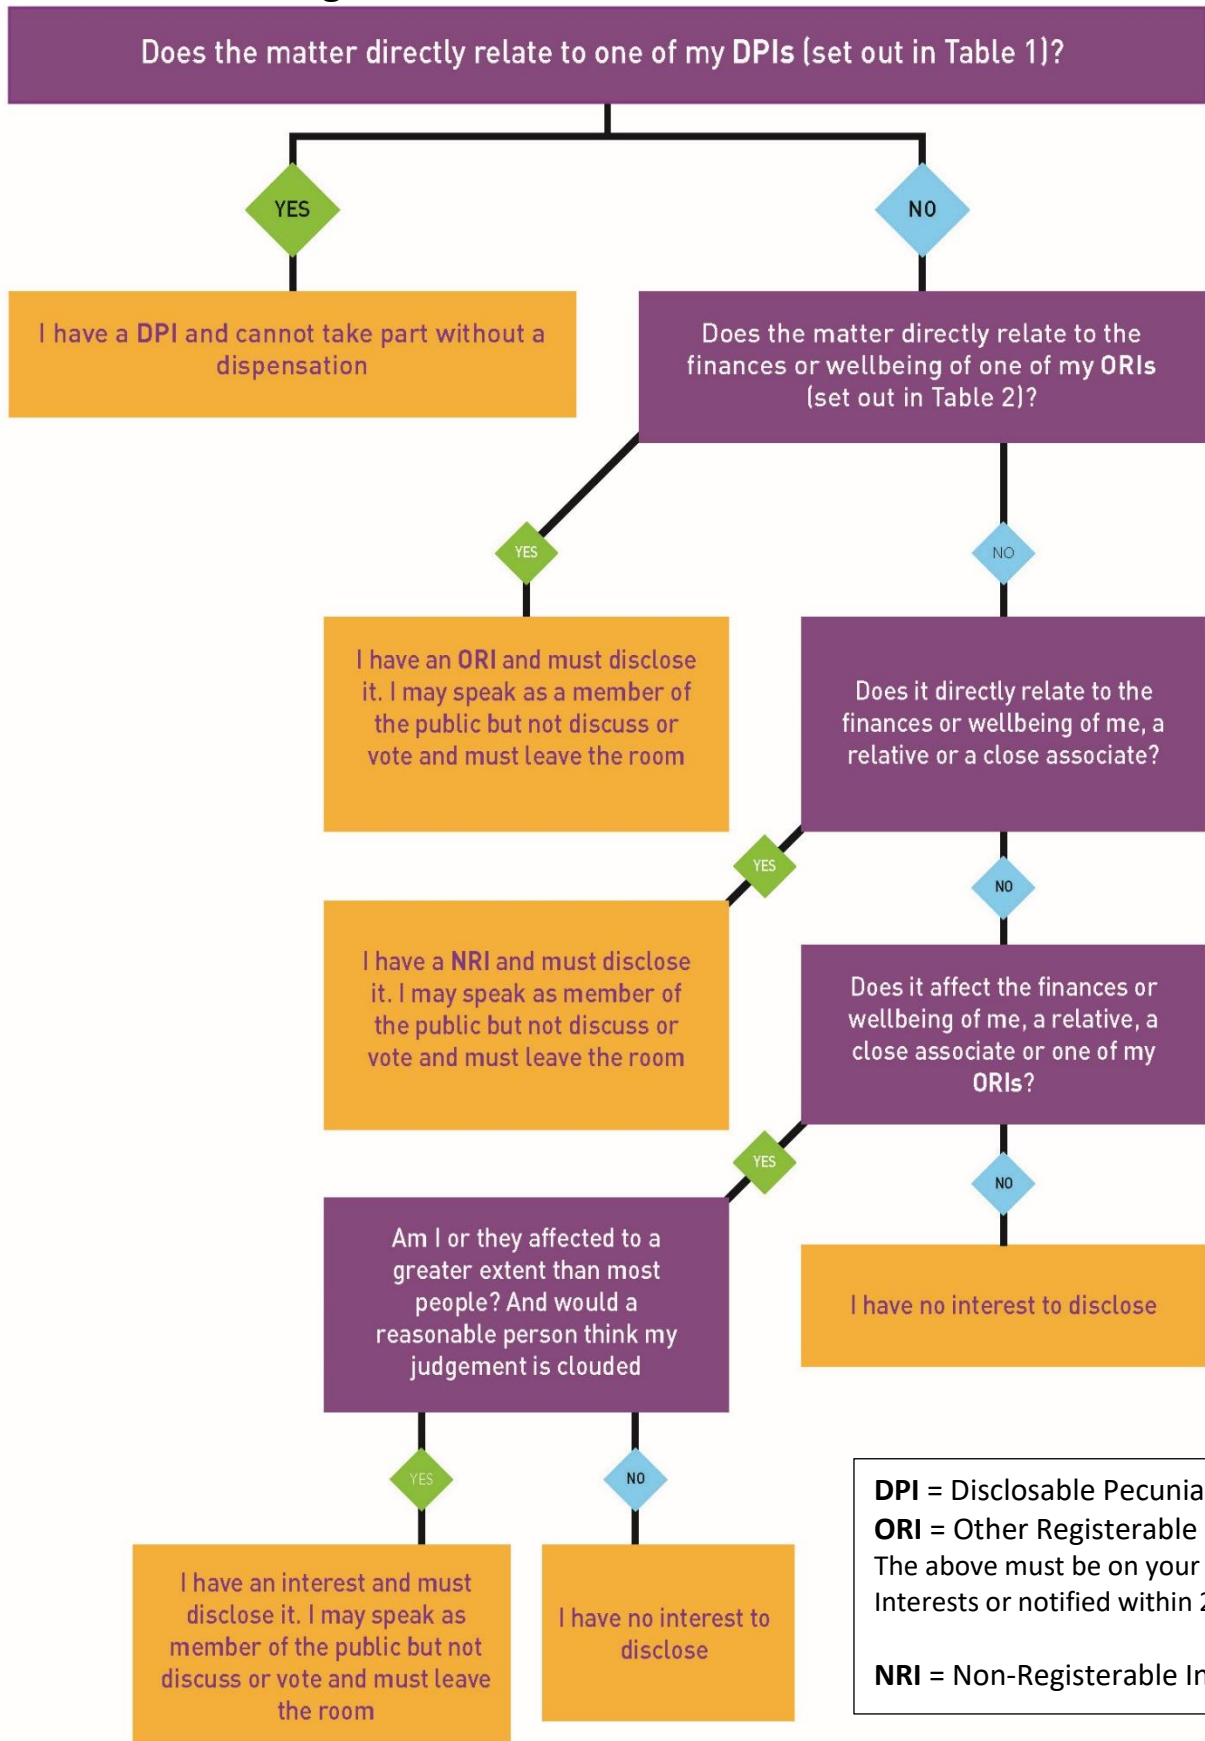 Does the matter directly relate to one of my DPIs (set out in Table 1)?
YES
NO
I have a DPI and cannot take part without a
dispensation
Does the matter directly relate to the
finances or wellbeing of one of my ORIs
(set out in Table 2)?
YES
NO
I have an ORI and must disclose
it. I may speak as a member of
the public but not discuss or
vote and must leave the room
Does it directly relate to the
finances or wellbeing of me, a
relative or a close associate?
YES
NO
I have a NRI and must disclose
it. I may speak as member of
the public but not discuss or
vote and must leave the room
Does it affect the finances or
wellbeing of me, a relative, a
close associate or one of my
ORIs?
YES
NO
Am I or they affected to a
greater extent than most
people? And would a
reasonable person think my
judgement is clouded
I have no interest to disclose
YES
NO
I have an interest and must
disclose it. I may speak as
member of the public but not
discuss or vote and must leave
the room
I have no interest to
disclose
DPI = Disclosable Pecunia
ORI = Other Registerable
The above must be on your
Interests or notified within 2
NRI = Non-Registerable In